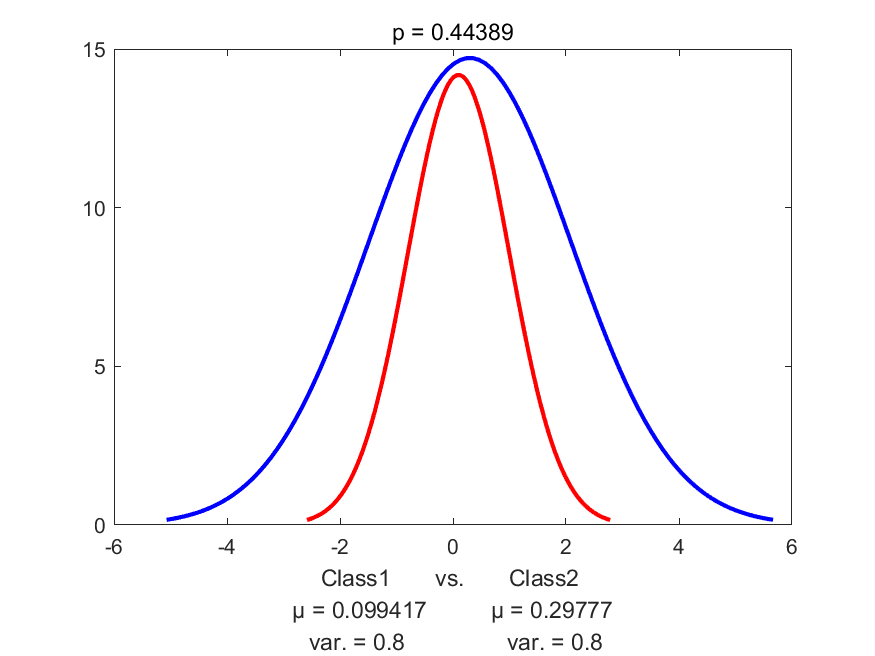 p = 0.44389
15
10
5
0
-6 -4 -2 0 2 4 6
Class1 vs. Class2
μ = 0.099417 μ = 0.29777
var. = 0.8 var. = 0.8